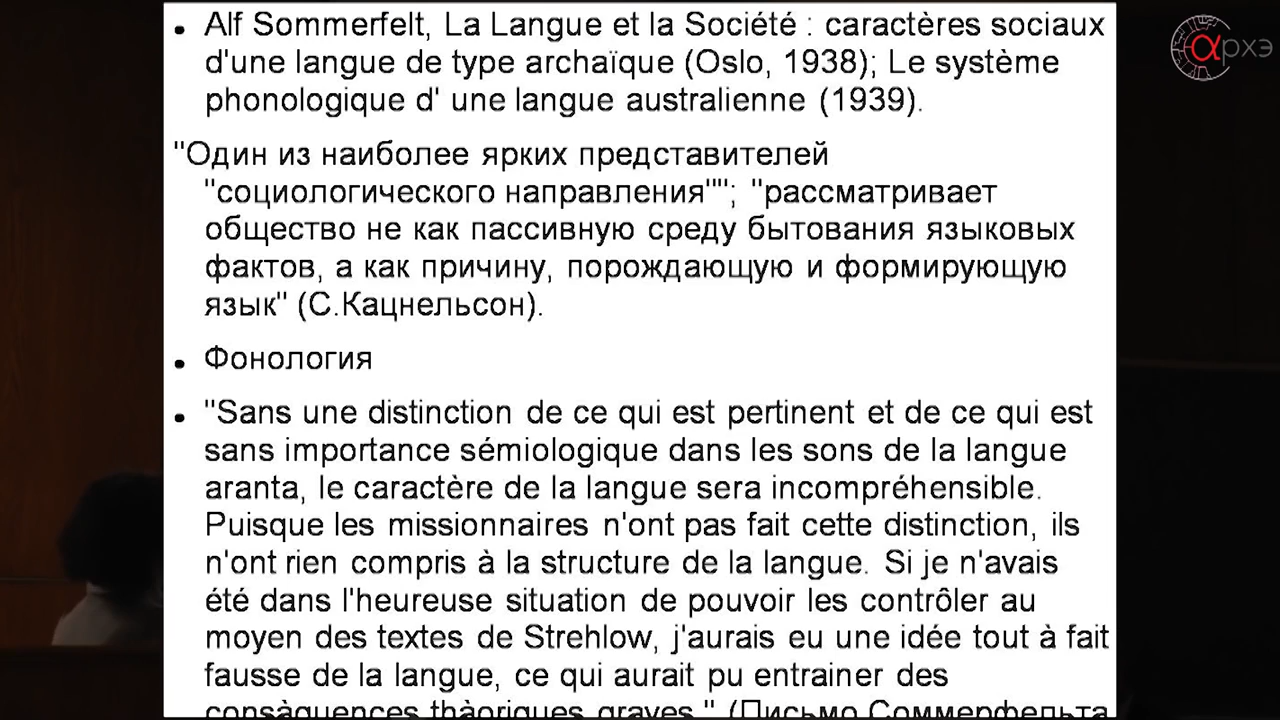 αρχэ
• Alf Sommerfelt, La Langue et la Société : caractères sociaux
d'une langue de type archaïque (Oslo, 1938); Le système
phonologique d' une langue australienne (1939).
"Один из наиболее ярких представителей
"социологического направления""; "рассматривает
общество не как пассивную среду бытования языковых
фактов, а как причину, порождающую и формирующую
язык" (С.Кацнельсон).
• Фонология
• "Sans une distinction de ce qui est pertinent et de ce qui est
sans importance sémiologique dans les sons de la langue
aranta, le caractère de la langue sera incompréhensible.
Puisque les missionnaires n'ont pas fait cette distinction, ils
n'ont rien compris à la structure de la langue. Si je n'avais
été dans l'heureuse situation de pouvoir les contrôler au
moyen des textes de Strehlow, j'aurais eu une idée tout à fait
fausse de la langue, ce qui aurait pu entrainer des
consàquences thàoriques graves." (Письмо Соммерфельта